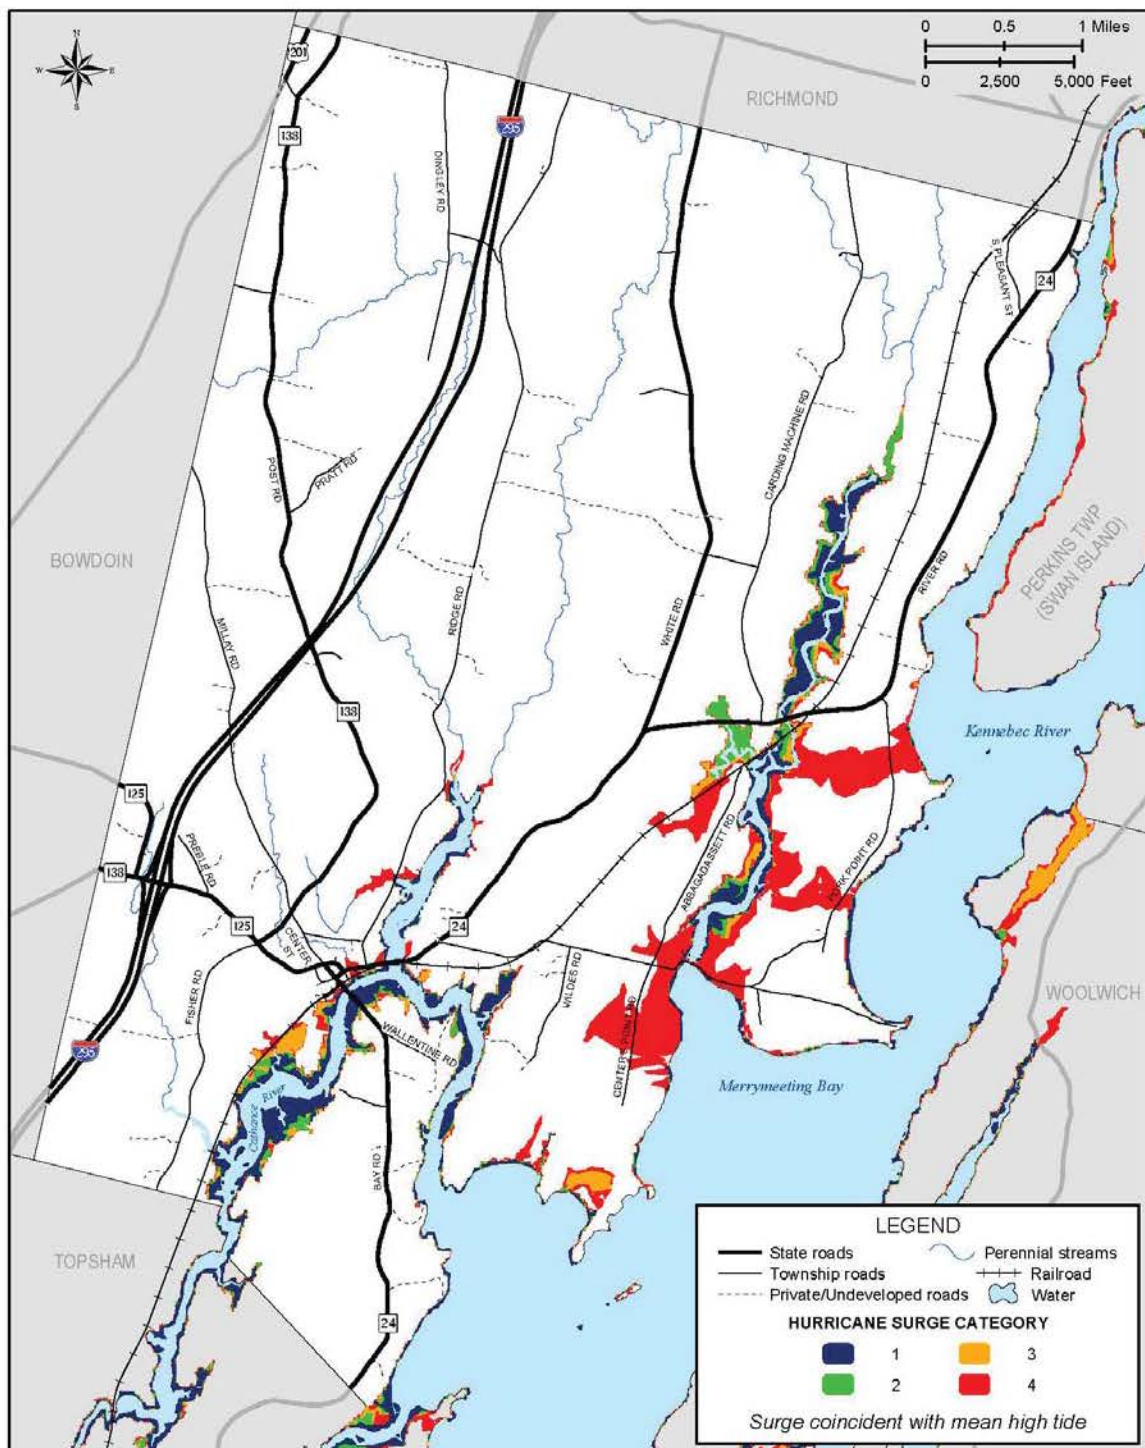 N
W
E
S
0
0.5
1 Miles
0
2,500
5,000 Feet
RICHMOND
201
138
295
DINGLEY RD
S PLEASANT ST
24
CARDING MACHINE RD
POST RD
PRATT RD
BOWDOIN
RIVER RD
PERKINS TWP
(SWAN ISLAND)
MILLAY RD
RIDGE RD
WHITE RD
138
Kennebec River
125
138
PREBLE RD
ABBAGADASSETT RD
YORK POINT RD
125
24
CENTER
ST
FISHER RD
WILDES RD
WOOLWICH
295
WALLENTINE RD
CENTERS POINT RD
Cathance River
Merrymeeting Bay
BAY RD
TOPSHAM
24
LEGEND
State roads
Perennial streams
Township roads
Railroad
Private/Undeveloped roads
Water
HURRICANE SURGE CATEGORY
1
3
2
4
Surge coincident with mean high tide